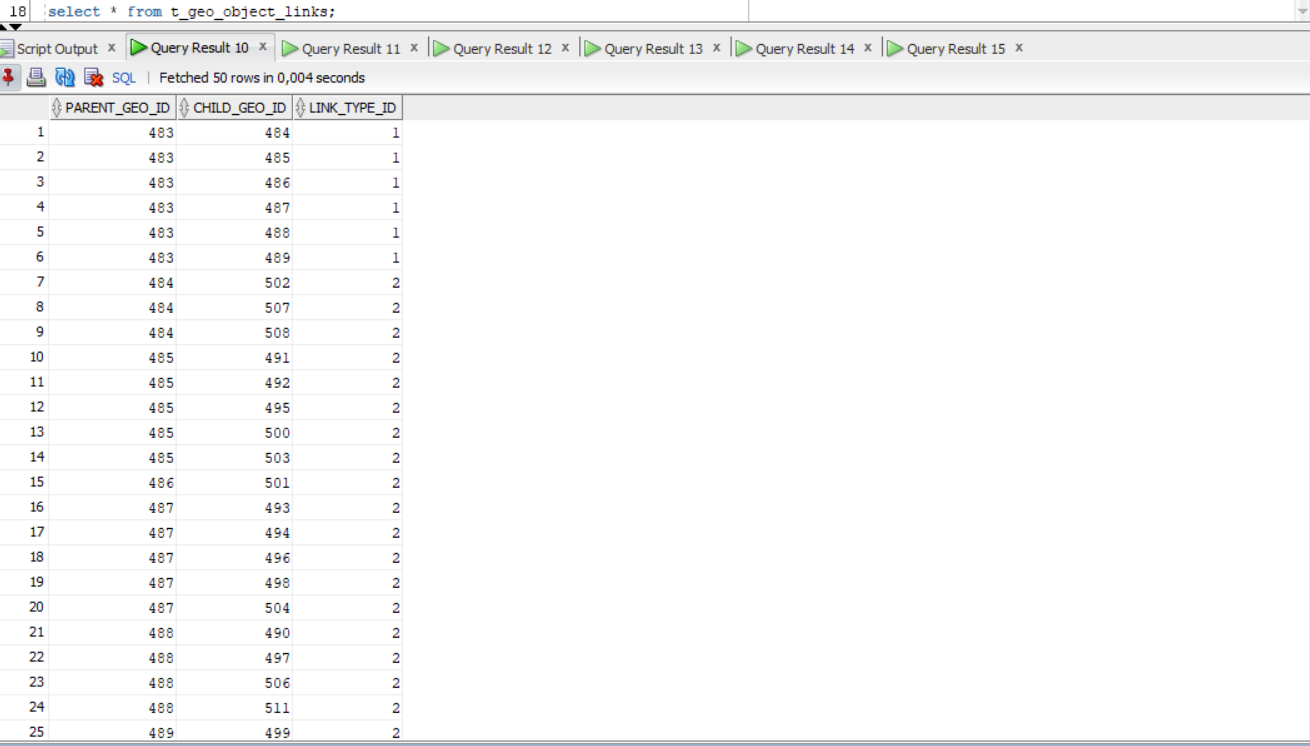 18 select * from t_geo_object_links;
Script Output x Query Result 10 x Query Result 11 x Query Result 12 x Query Result 13 x Query Result 14 x Query Result 15 x
SQL | Fetched 50 rows in 0,004 seconds
PARENT_GEO_ID CHILD_GEO_ID LINK_TYPE_ID
1 483 484 1
2 483 485 1
3 483 486 1
4 483 487 1
5 483 488 1
6 483 489 1
7 484 502 2
8 484 507 2
9 484 508 2
10 485 491 2
11 485 492 2
12 485 495 2
13 485 500 2
14 485 503 2
15 486 501 2
16 487 493 2
17 487 494 2
18 487 496 2
19 487 498 2
20 487 504 2
21 488 490 2
22 488 497 2
23 488 506 2
24 488 511 2
25 489 499 2